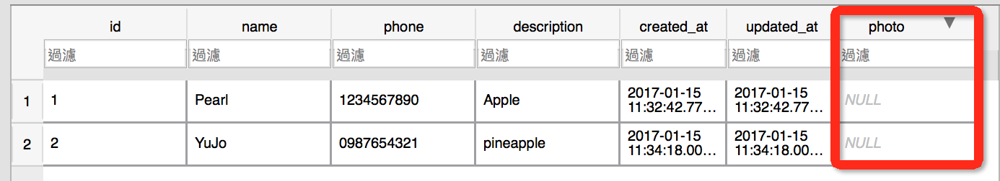 id name phone description created_at updated_at photo ▼
過濾 過濾 過濾 過濾 過濾 過濾 過濾
1 1 Pearl 1234567890 Apple 2017-01-15 11:32:42.77… 2017-01-15 11:32:42.77… NULL
2 2 YuJo 0987654321 pineapple 2017-01-15 11:34:18.00… 2017-01-15 11:34:18.00… NULL